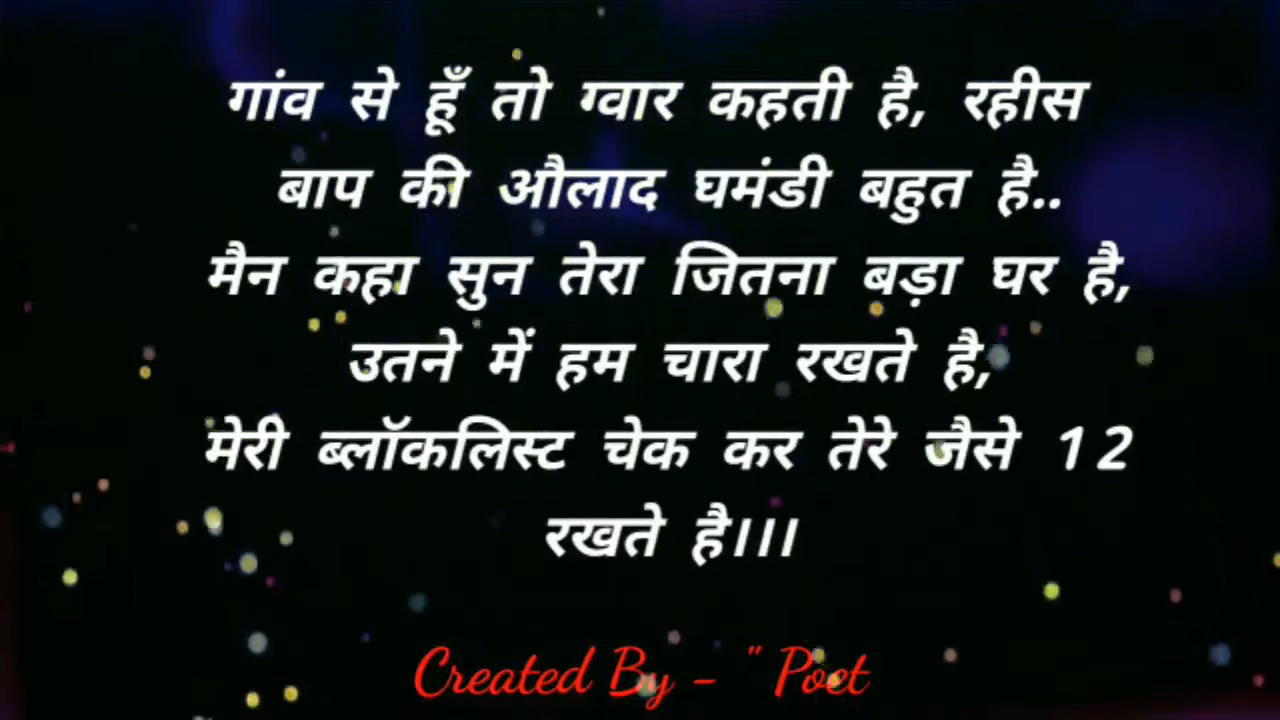 गांव से हूँ तो ग्वार कहती है, रहीस
बाप की औलाद घमंडी बहुत है..
मैन कहा सुन तेरा जितना बड़ा घर है,
उतने में हम चारा रखते है,
मेरी ब्लॉकलिस्ट चेक कर तेरे जैसे 12
रखते है।।।
Created By - " Poet